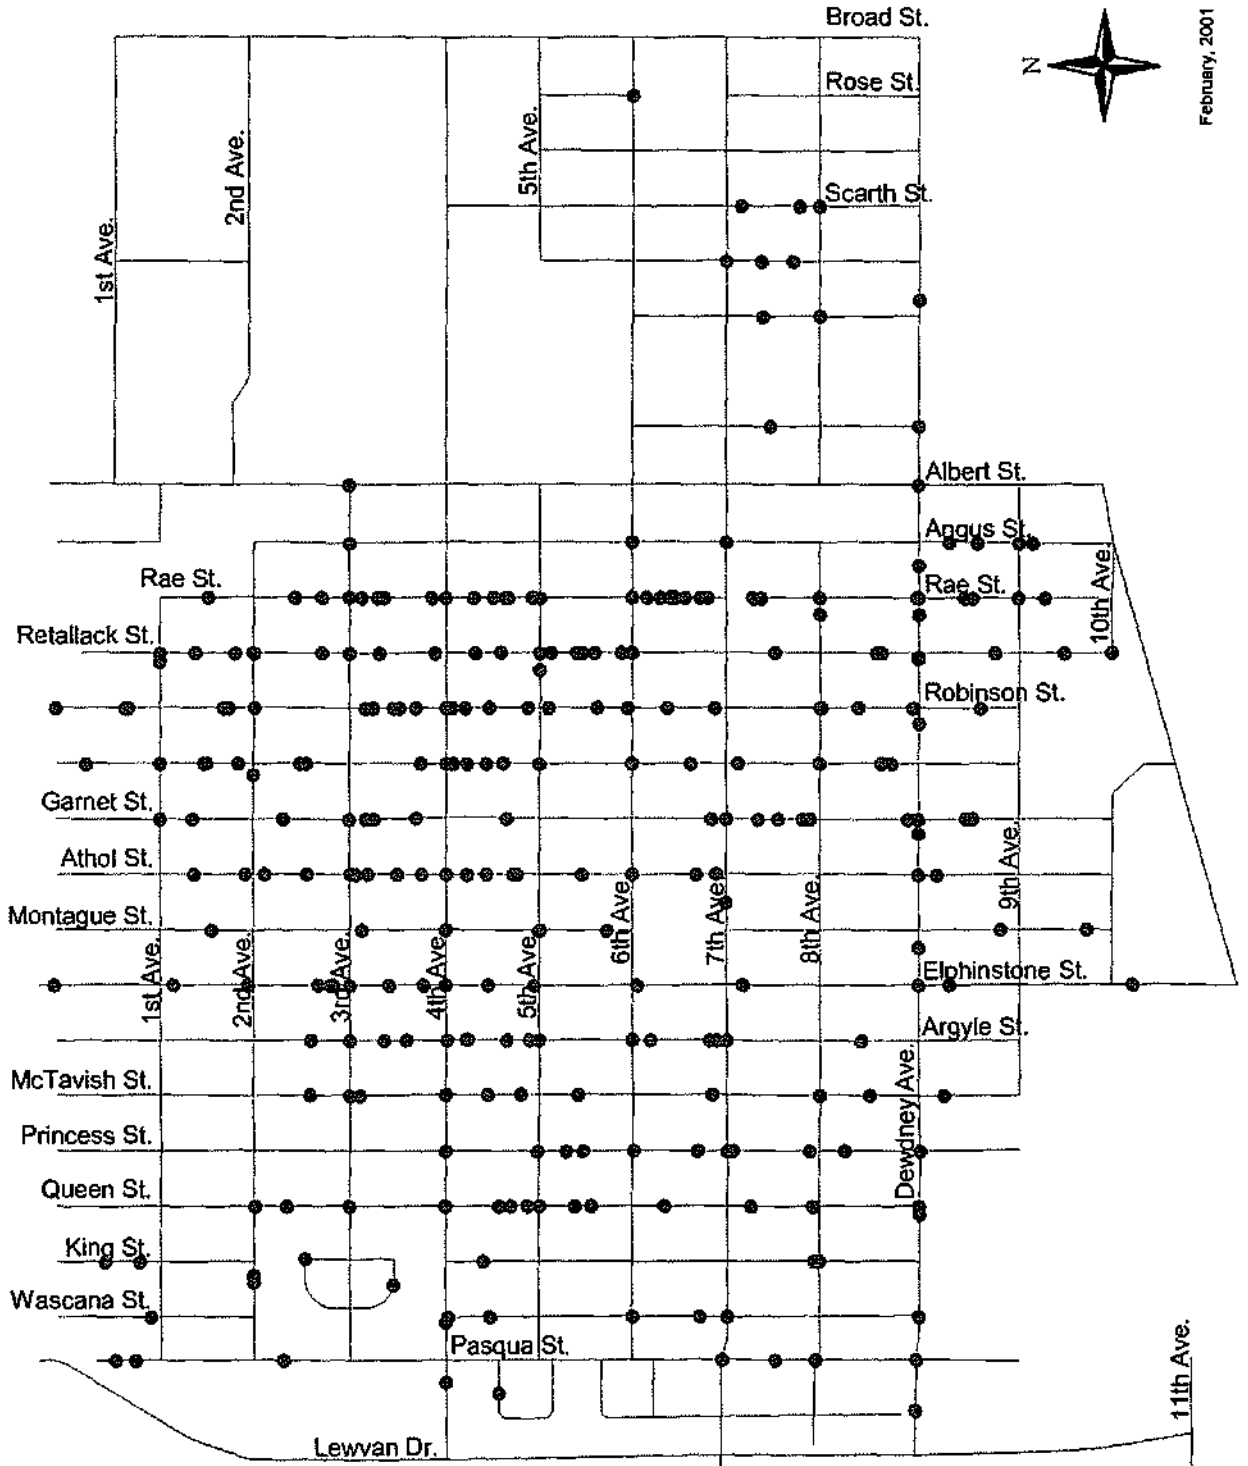 Broad St.
N
February, 2001
Rose St.
5th Ave.
2nd Ave.
Scarth St.
1st Ave.
Albert St.
Angus St.
Rae St.
Rae St.
10th Ave.
Retallack St.
Robinson St.
Garnet St.
Athol St.
9th Ave.
Montague St.
6th Ave.
7th Ave.
8th Ave.
1st Ave.
2nd Ave.
3rd Ave.
4th Ave.
5th Ave.
Elphinstone St.
Argyle St.
McTavish St.
Dewdney Ave.
Princess St.
Queen St.
King St.
Wascana St.
Pasqua St.
11th Ave.
Lewvan Dr.